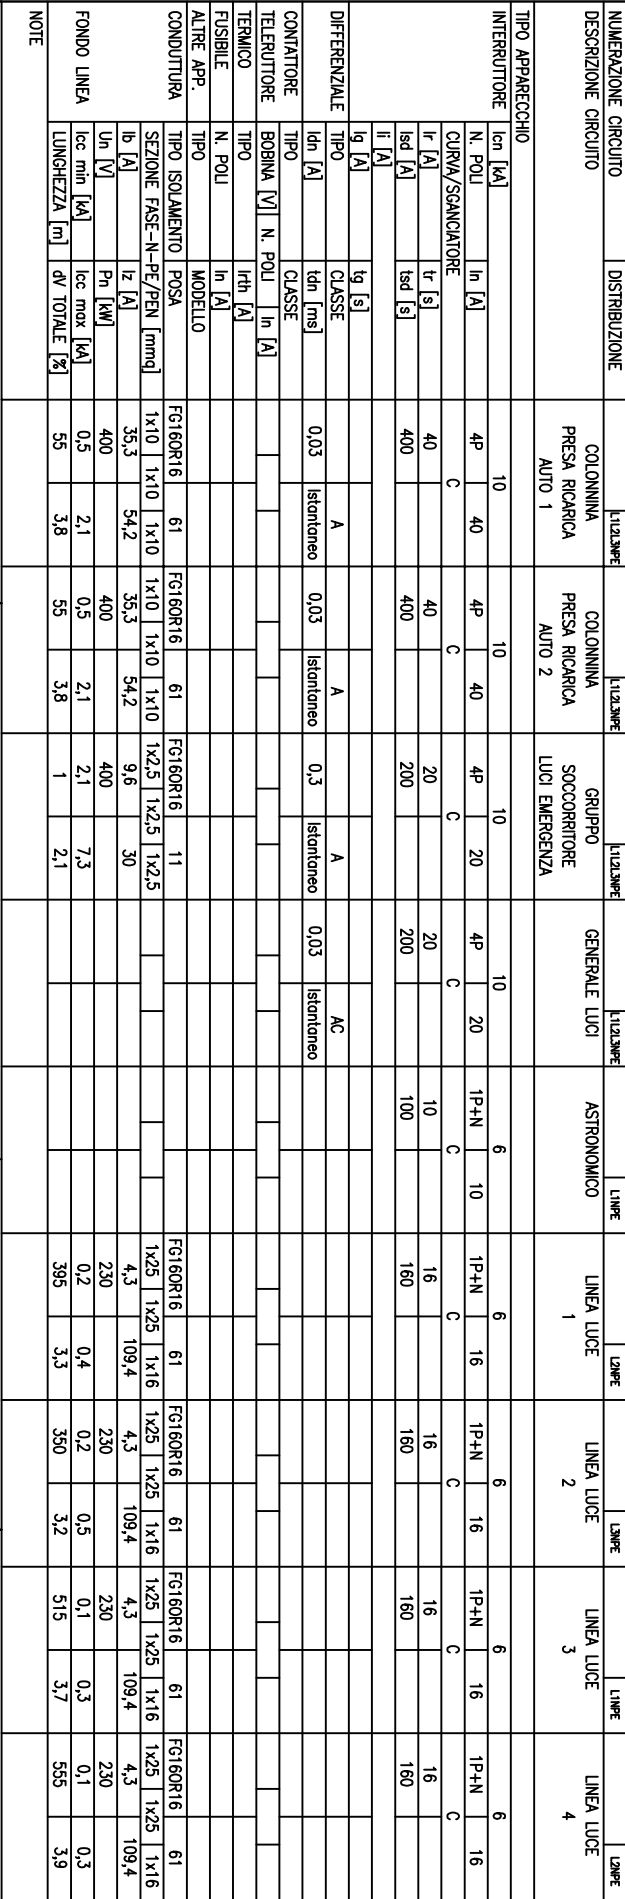 NUMERAZIONE CIRCUITO DISTRIBUZIONE L1L2L3NPE L1L2L3NPE L1L2L3NPE L1L2L3NPE L1NPE L2NPE L3NPE L1NPE L2NPE
DESCRIZIONE CIRCUITO COLONNINA COLONNINA GRUPPO GENERALE LUCI ASTRONOMICO LINEA LUCE LINEA LUCE LINEA LUCE LINEA LUCE
PRESA RICARICA PRESA RICARICA SOCCORRITORE 1 2 3 4
AUTO 1 AUTO 2 LUCI EMERGENZA
TIPO APPARECCHIO
INTERRUTTORE Icn [kA] 10 10 10 10 6 6 6 6 6
N. POLI In [A] 4P 40 4P 40 4P 20 4P 20 1P+N 10 1P+N 16 1P+N 16 1P+N 16 1P+N 16
CURVA/SGANCIATORE C C C C C C C C C
Ir [A] tr [s] 40 40 20 20 10 16 16 16 16
Isd [A] tsd [s] 400 400 200 200 100 160 160 160 160
Ii [A]
Ig [A] tg [s]
DIFFERENZIALE TIPO CLASSE A A A AC
Idn [A] tdn [ms] 0,03 Istantaneo 0,03 Istantaneo 0,3 Istantaneo 0,03 Istantaneo
CONTATTORE TIPO CLASSE
TELERUTTORE BOBINA [V] N. POLI In [A]
TERMICO TIPO Irth [A]
FUSIBILE N. POLI In [A]
ALTRE APP. TIPO MODELLO
CONDUTTURA TIPO ISOLAMENTO POSA FG16OR16 61 FG16OR16 61 FG16OR16 11 FG16OR16 61 FG16OR16 61 FG16OR16 61 FG16OR16 61
SEZIONE FASE-N-PE/PEN [mmq] 1x10 1x10 1x10 1x10 1x10 1x10 1x2,5 1x2,5 1x2,5 1x25 1x25 1x16 1x25 1x25 1x16 1x25 1x25 1x16 1x25 1x25 1x16
Ib [A] Iz [A] 35,3 54,2 35,3 54,2 9,6 30 4,3 109,4 4,3 109,4 4,3 109,4 4,3 109,4
Un [V] Pn [kW] 400 400 400 230 230 230 230
FONDO LINEA Icc min [kA] Icc max [kA] 0,5 2,1 0,5 2,1 2,1 7,3 0,2 0,4 0,2 0,5 0,1 0,3 0,1 0,3
LUNGHEZZA [m] dV TOTALE [%] 55 3,8 55 3,8 1 2,1 395 3,3 350 3,2 515 3,7 555 3,9
NOTE